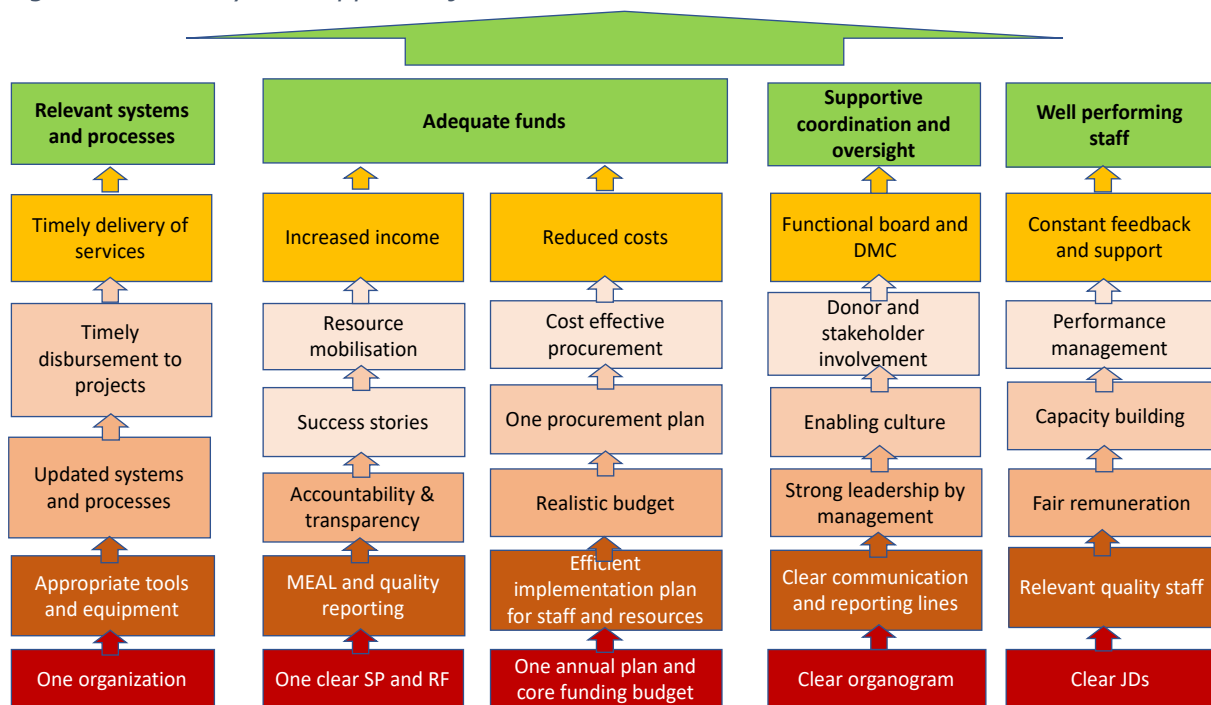 Relevant systems
and processes
Adequate funds
Supportive
coordination and
oversight
Well performing
staff
Timely delivery of
services
Increased income
Reduced costs
Functional board and
DMC
Constant feedback
and support
Timely
disbursement to
projects
Resource
mobilisation
Cost effective
procurement
Donor and
stakeholder
involvement
Performance
management
Success stories
One procurement plan
Enabling culture
Capacity building
Updated systems
and processes
Accountability &
transparency
Realistic budget
Strong leadership by
management
Fair remuneration
Appropriate tools
and equipment
MEAL and quality
reporting
Efficient
implementation plan
for staff and resources
Clear communication
and reporting lines
Relevant quality staff
One organization
One clear SP and RF
One annual plan and
core funding budget
Clear organogram
Clear JDs